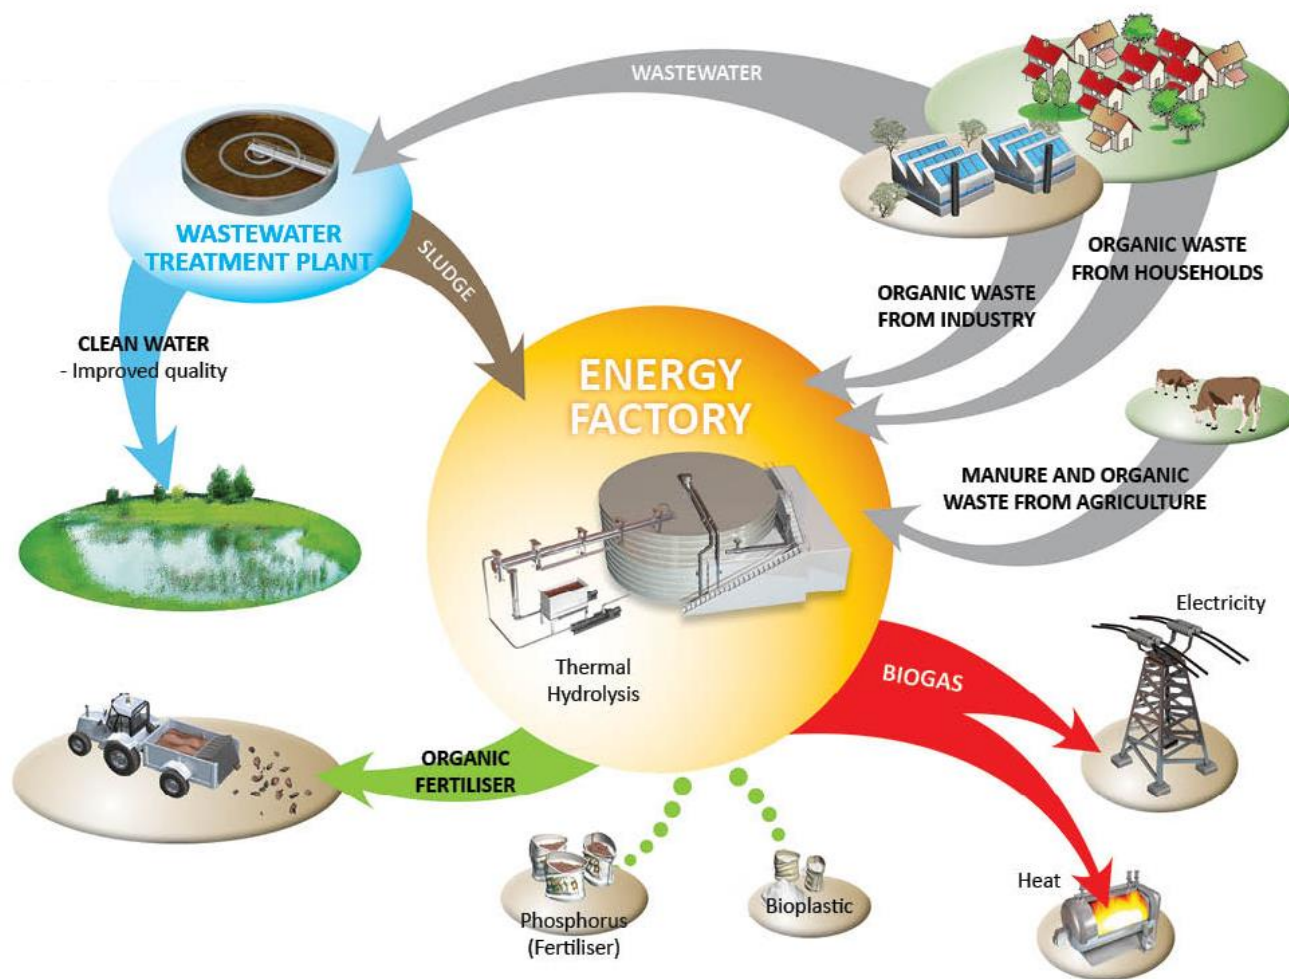 WASTEWATER
WASTEWATER
TREATMENT PLANT
SLUDGE
ORGANIC WASTE
FROM HOUSEHOLDS
ORGANIC WASTE
FROM INDUSTRY
CLEAN WATER
- Improved quality
ENERGY
FACTORY
MANURE AND ORGANIC
WASTE FROM AGRICULTURE
Electricity
Thermal
Hydrolysis
BIOGAS
ORGANIC
FERTILISER
Heat
Phosphorus
(Fertiliser)
Bioplastic